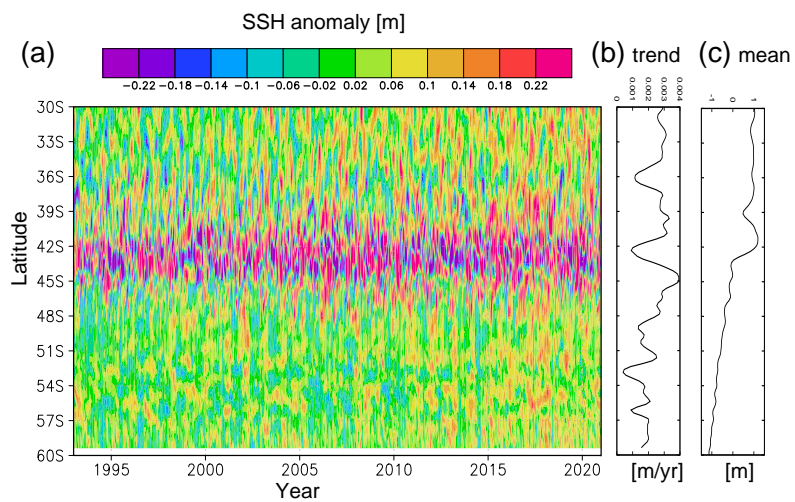 SSH anomaly [m]
(a)
(b) trend
(c) mean
−0.22 −0.18 −0.14 −0.1 −0.06 −0.02 0.02 0.06 0.1 0.14 0.18 0.22
0 0.001 0.002 0.003 0.004
−1 0 1
30S
33S
36S
39S
42S
45S
48S
51S
54S
57S
60S
Latitude
1995 2000 2005 2010 2015 2020
Year
[m/yr]
[m]